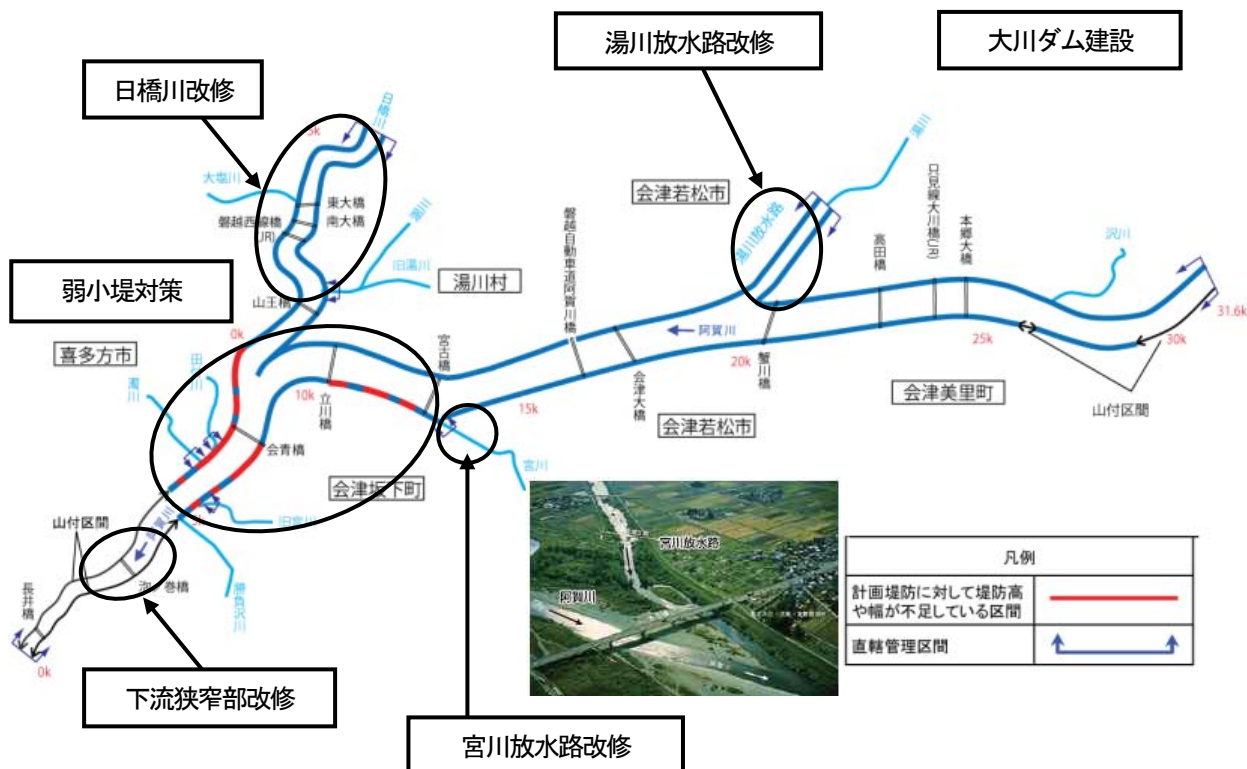 湯川放水路改修
大川ダム建設
日橋川改修
日橋川
5k
大塩川
東大橋
南大橋
磐越西線橋
(JR)
湯川
旧湯川
湯川村
山王橋
弱小堤対策
0k
喜多方市
田付川
濁川
会津若松市
湯川放水路
湯川
磐越自動車道阿賀川橋
高田橋
只見線大川橋(JR)
本郷大橋
沢川
31.6k
30k
25k
山付区間
会津美里町
阿賀川
20k
蟹川橋
会津大橋
会津若松市
15k
宮古橋
10k
立川橋
会青橋
会津坂下町
宮川
旧宮川
山付区間
阿賀川
長井橋
0k
泡ノ巻橋
勝負沢川
宮川放水路
阿賀川
凡例
計画堤防に対して堤防高
や幅が不足している区間
直轄管理区間
下流狭窄部改修
宮川放水路改修